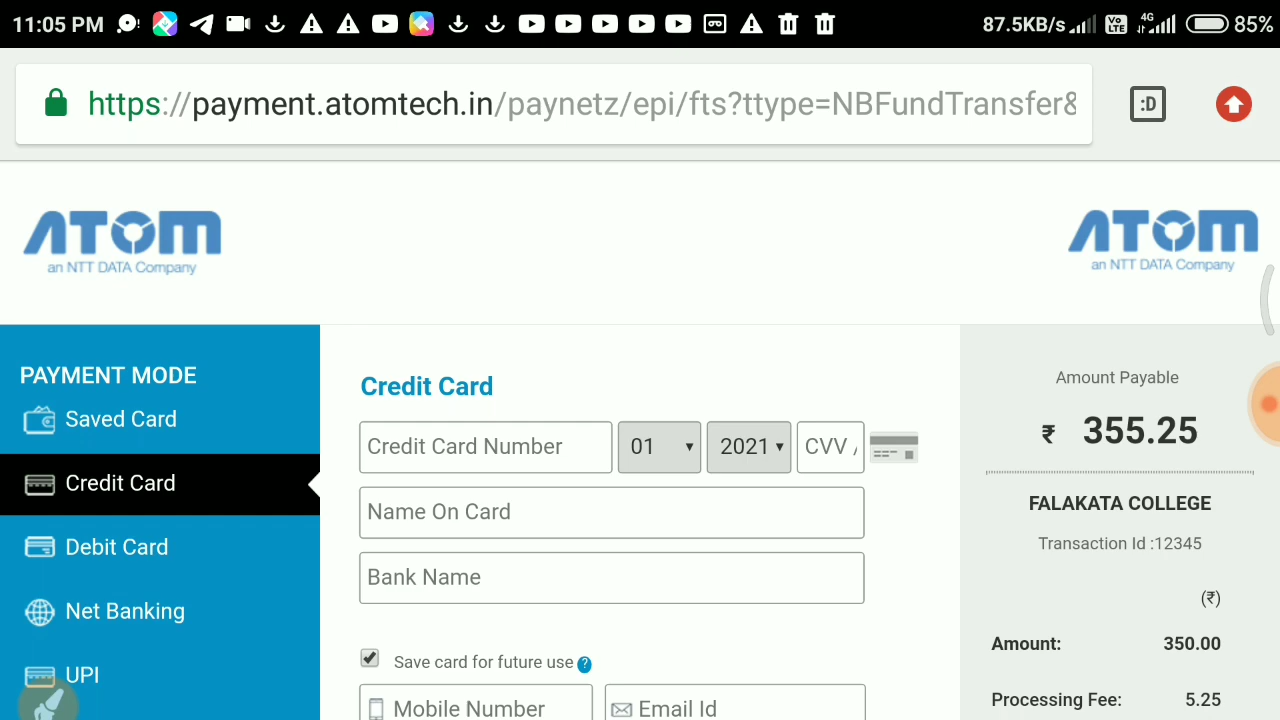 11:05 PM
87.5KB/s
Vo LTE
4G
85%
https://payment.atomtech.in/paynetz/epi/fts?ttype=NBFundTransfer&
:D
ATOM
an NTT DATA Company
ATOM
an NTT DATA Company
PAYMENT MODE
Saved Card
Credit Card
Debit Card
Net Banking
UPI
Credit Card
Credit Card Number
01
2021
CVV /
Name On Card
Bank Name
Save card for future use ?
Mobile Number
Email Id
Amount Payable
₹ 355.25
FALAKATA COLLEGE
Transaction Id :12345
(₹)
Amount: 350.00
Processing Fee: 5.25